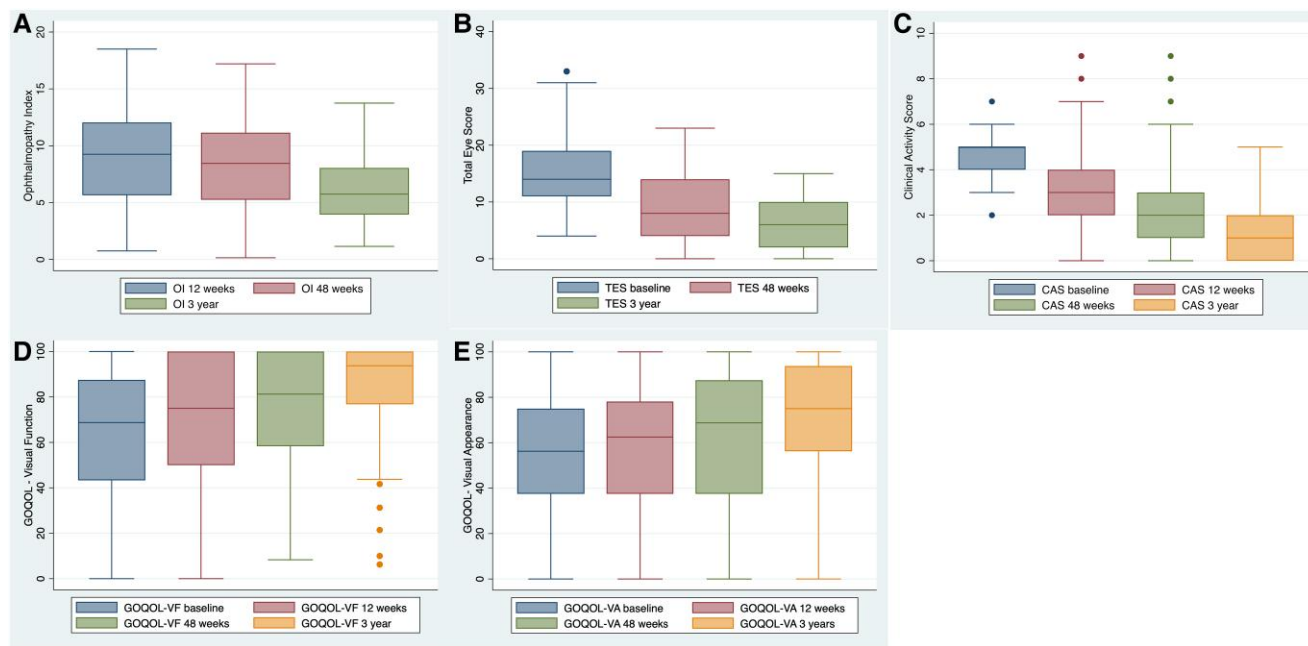 A
Ophthalmopathy Index
20
15
10
5
0
OI 12 weeks OI 48 weeks
OI 3 year
B
Total Eye Score
40
30
20
10
0
TES baseline TES 48 weeks
TES 3 year
C
Clinical Activity Score
10
8
6
4
2
0
CAS baseline CAS 12 weeks
CAS 48 weeks CAS 3 year
D
GOQOL - Visual Function
100
80
60
40
20
0
GOQOL-VF baseline GOQOL-VF 12 weeks
GOQOL-VF 48 weeks GOQOL-VF 3 year
E
GOQOL- Visual Appearance
100
80
60
40
20
0
GOQOL-VA baseline GOQOL-VA 12 weeks
GOQOL-VA 48 weeks GOQOL-VA 3 years